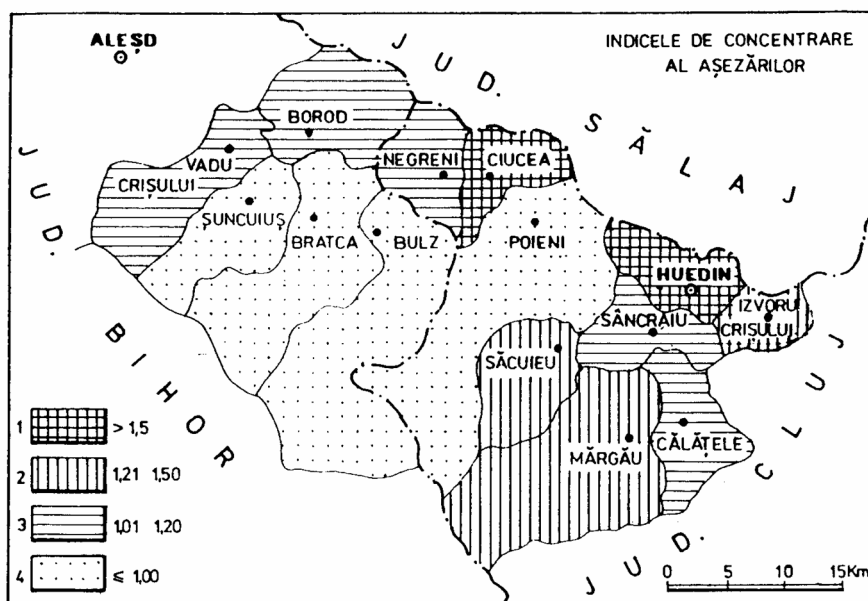 ALEȘD
INDICELE DE CONCENTRARE
AL AȘEZĂRILOR
JUD. SĂLAJ
JUD. BIHOR
JUD. CLUJ
BOROD
VADU
CRIȘULUI
NEGRENI
CIUCEA
ȘUNCUIUȘ
BRATCA
BULZ
POIENI
HUEDIN
IZVORU
CRIȘULUI
SÂNCRAIU
SĂCUIEU
MĂRGĂU
CĂLĂȚELE
1 > 1,5
2 1,21 1,50
3 1,01 1,20
4 ≤ 1,00
0 5 10 15Km